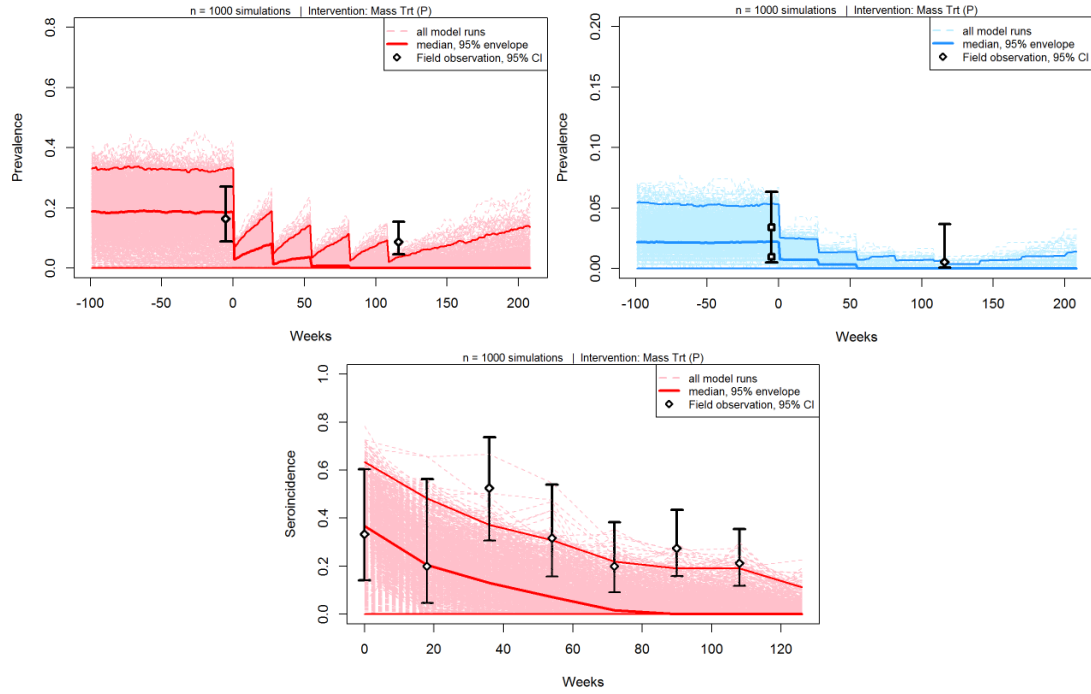 n = 1000 simulations | Intervention: Mass Trt (P)
all model runs
median, 95% envelope
Field observation, 95% CI
0.8
0.6
0.4
0.2
0.0
Prevalence
-100 -50 0 50 100 150 200
Weeks
n = 1000 simulations | Intervention: Mass Trt (P)
all model runs
median, 95% envelope
Field observation, 95% CI
0.20
0.15
0.10
0.05
0.00
Prevalence
-100 -50 0 50 100 150 200
Weeks
n = 1000 simulations | Intervention: Mass Trt (P)
all model runs
median, 95% envelope
Field observation, 95% CI
1.0
0.8
0.6
0.4
0.2
0.0
Seroincidence
0 20 40 60 80 100 120
Weeks